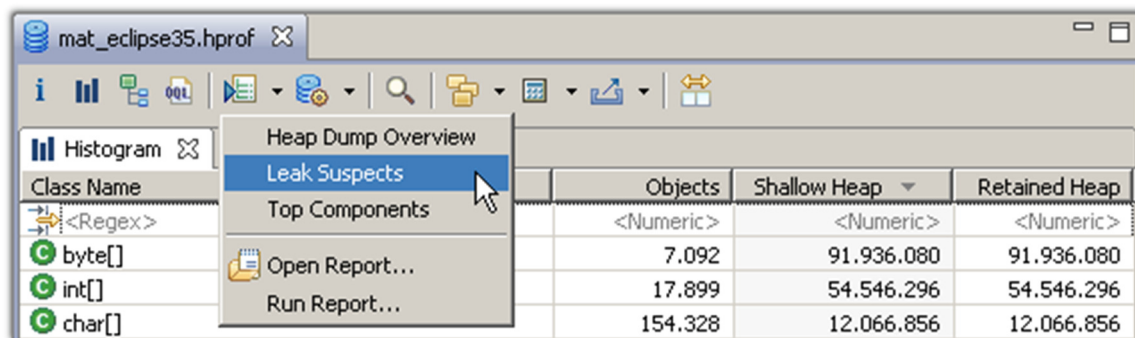 mat_eclipse35.hprof
i OQL
Histogram
Heap Dump Overview
Leak Suspects
Top Components
Open Report...
Run Report...
Class Name Objects Shallow Heap Retained Heap
<Regex> <Numeric> <Numeric> <Numeric>
C byte[] 7.092 91.936.080 91.936.080
C int[] 17.899 54.546.296 54.546.296
C char[] 154.328 12.066.856 12.066.856